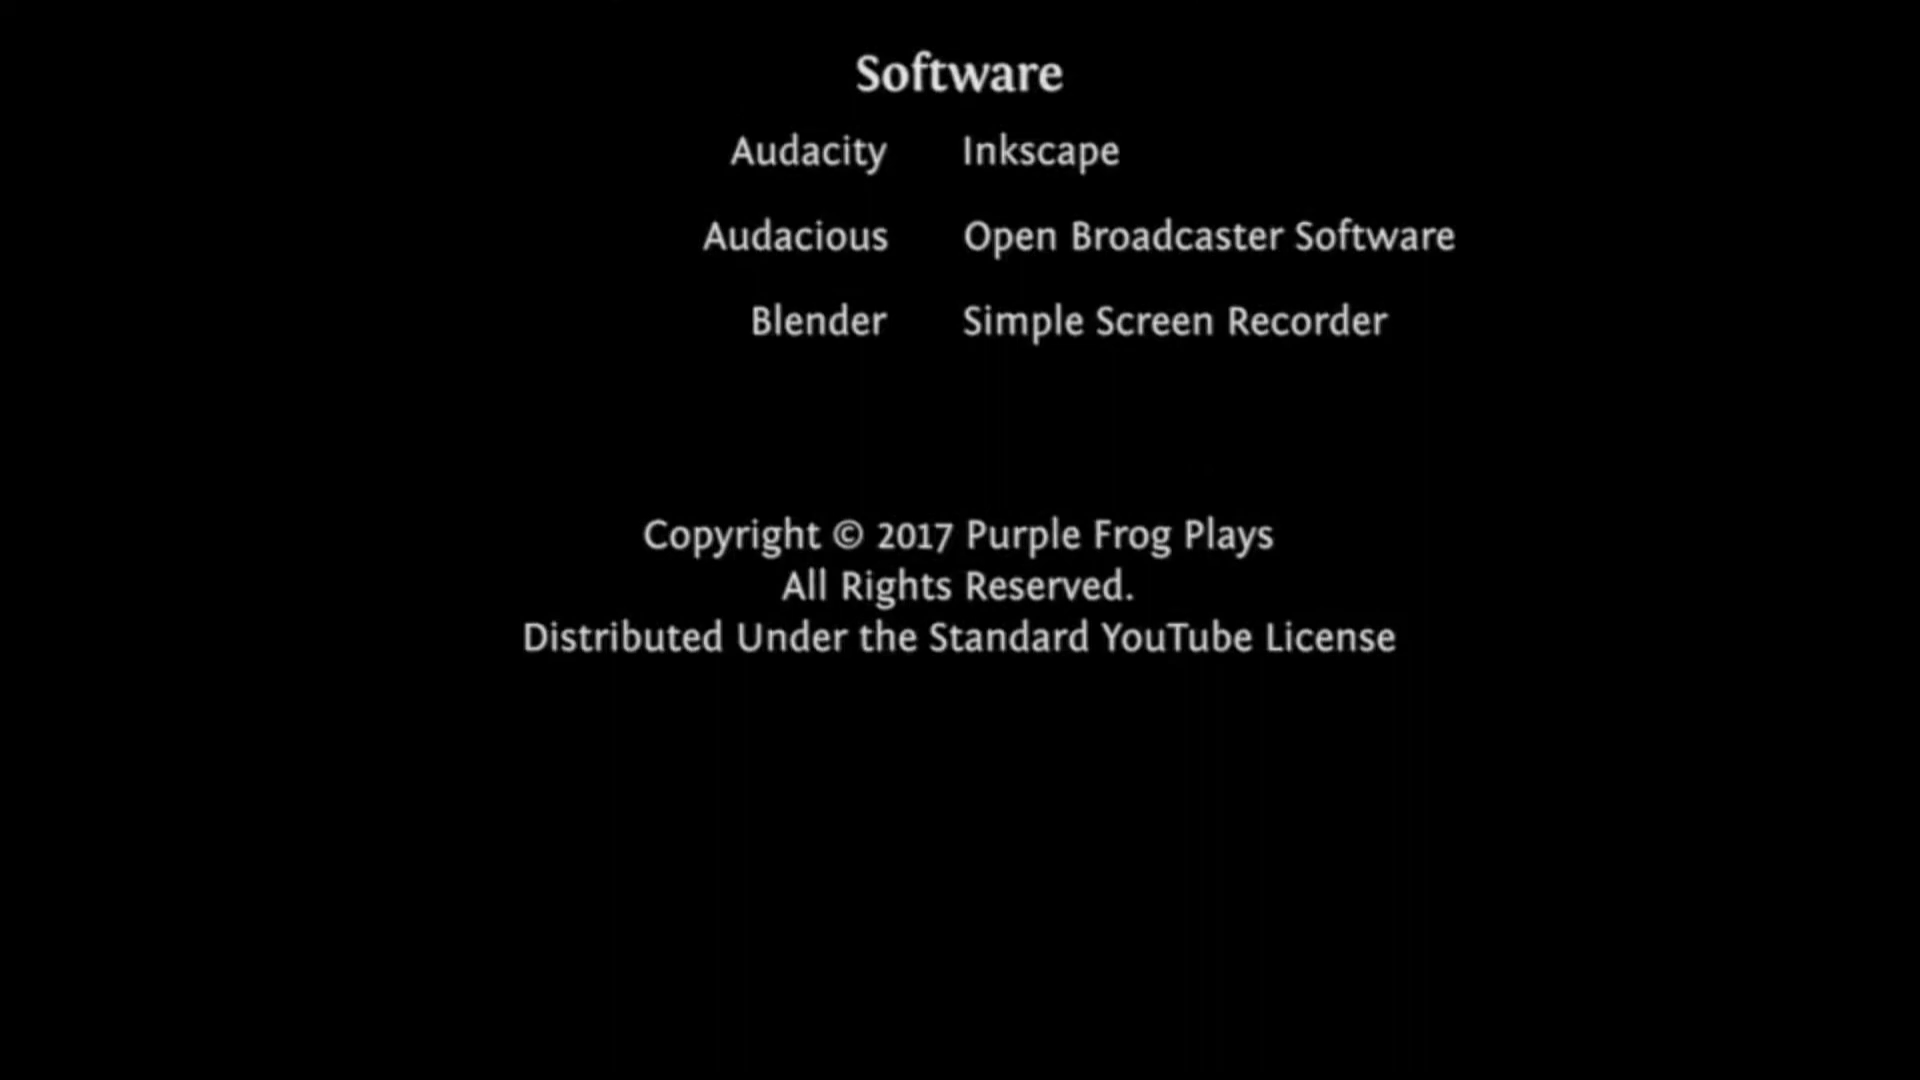 Software
Audacity Inkscape
Audacious Open Broadcaster Software
Blender Simple Screen Recorder
Copyright © 2017 Purple Frog Plays
All Rights Reserved.
Distributed Under the Standard YouTube License